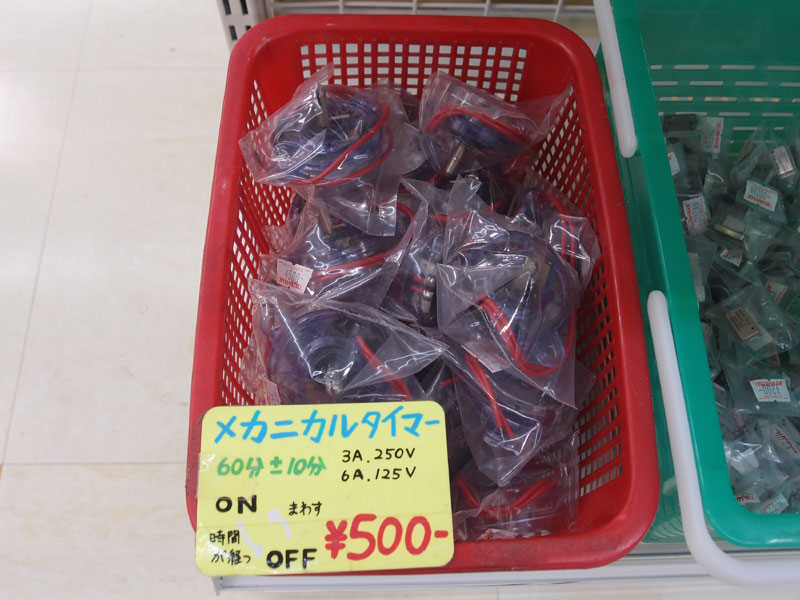 メカニカルタイマー
60分±10分
3A.250V
6A.125V
ON まわす
時間が経つ OFF
¥500-